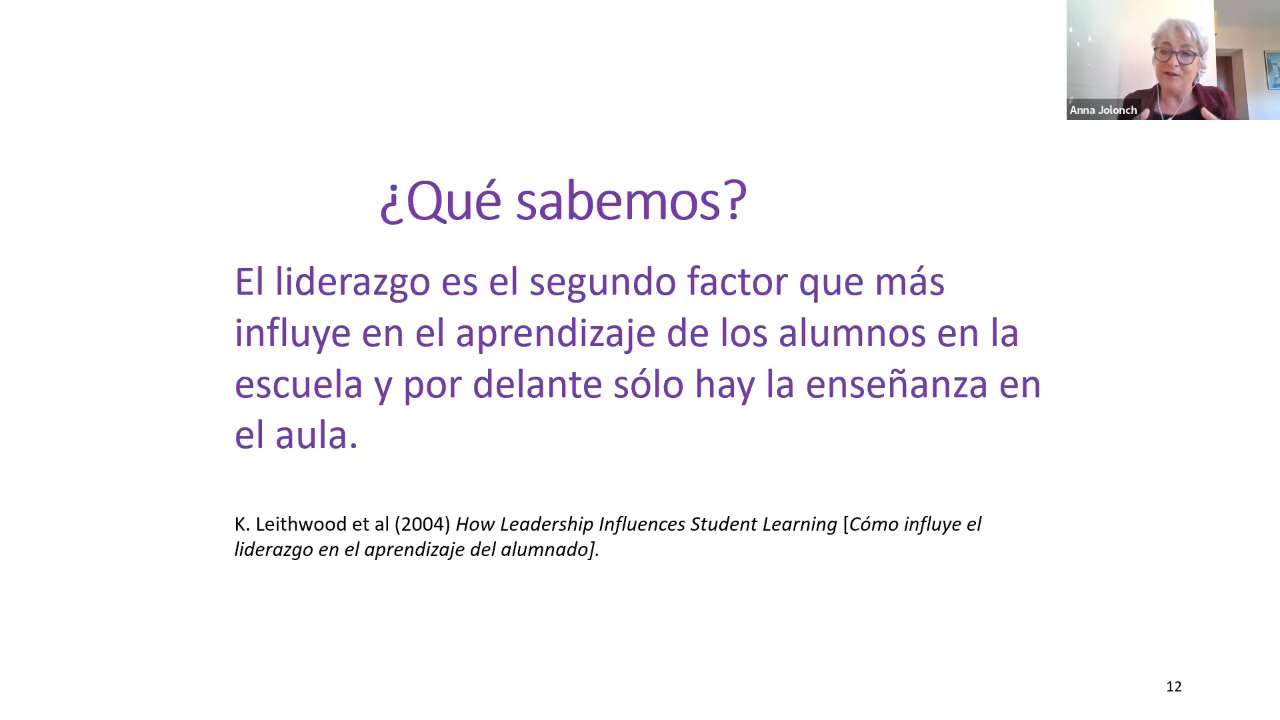 Anna Jolonch
¿Qué sabemos?
El liderazgo es el segundo factor que más
influye en el aprendizaje de los alumnos en la
escuela y por delante sólo hay la enseñanza en
el aula.
K. Leithwood et al (2004) How Leadership Influences Student Learning [Cómo influye el
liderazgo en el aprendizaje del alumnado].
12